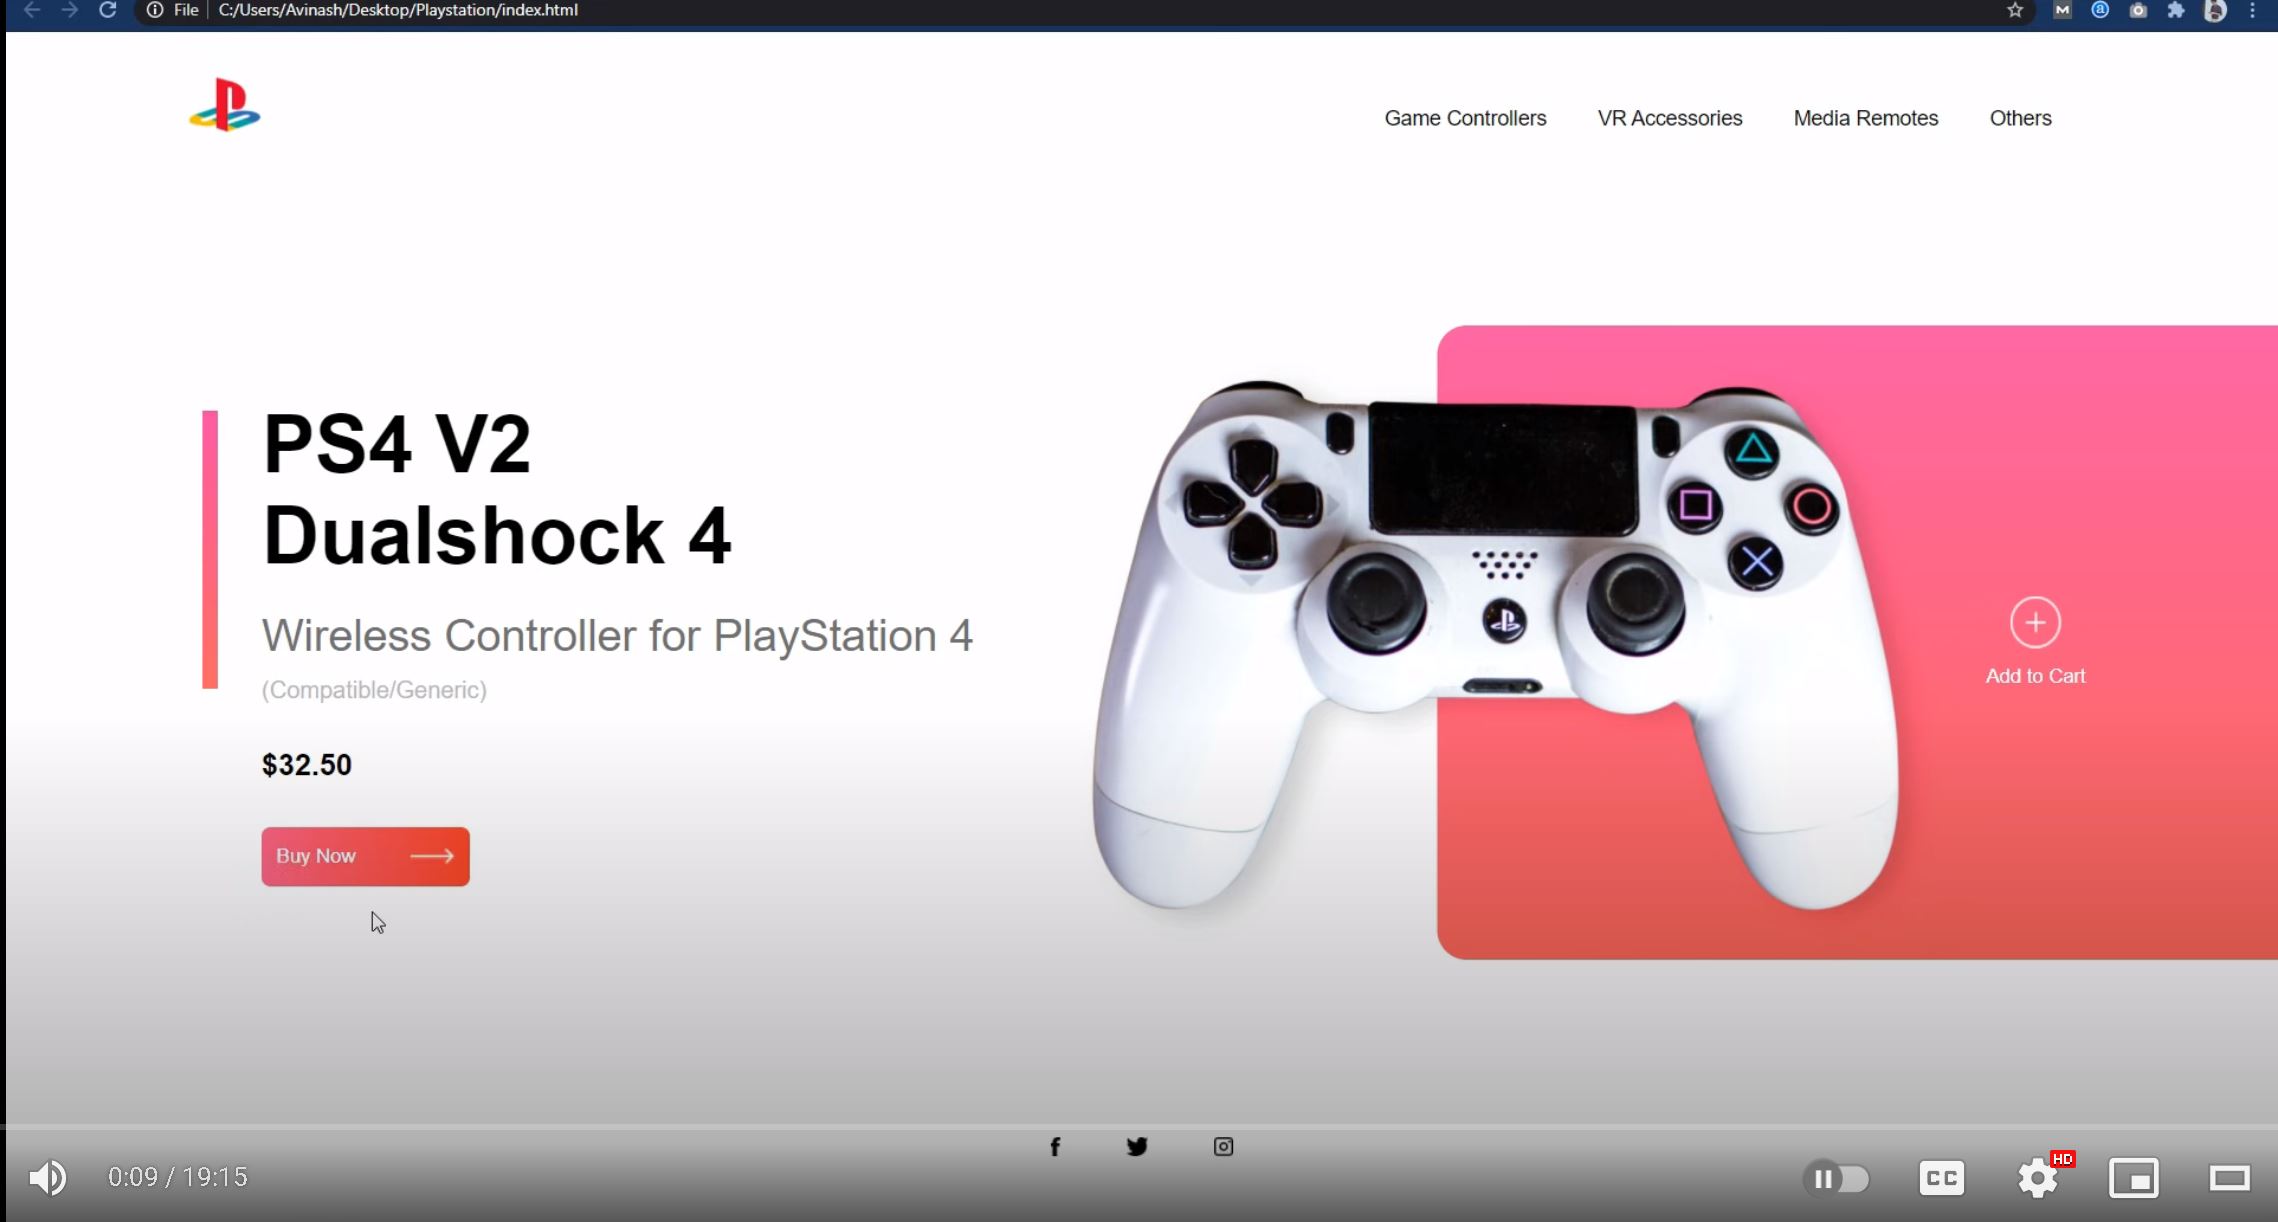 File C:/Users/Avinash/Desktop/Playstation/index.html
Game Controllers VR Accessories Media Remotes Others
PS4 V2
Dualshock 4
Wireless Controller for PlayStation 4
(Compatible/Generic)
$32.50
Buy Now
Add to Cart
0:09 / 19:15
CC
HD